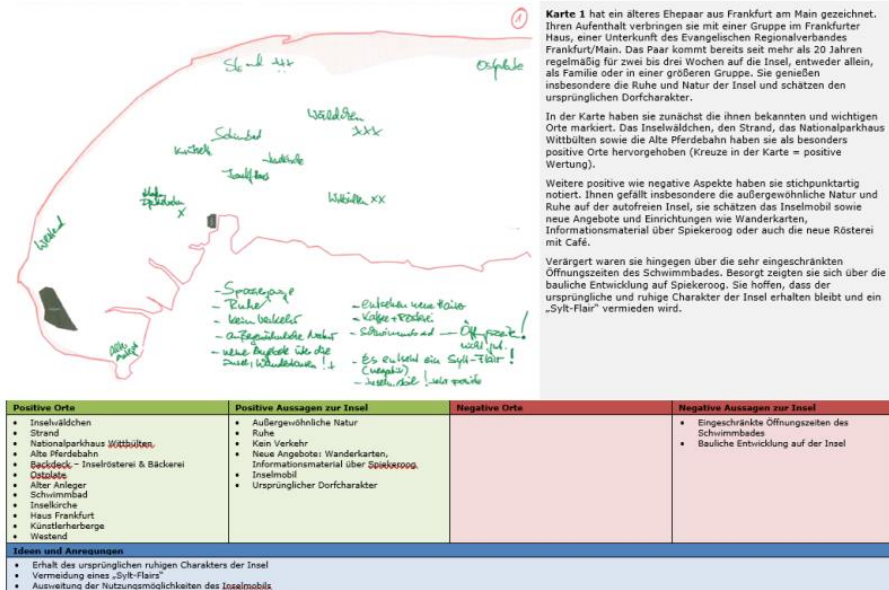 1
Strand
Ostplate
Wäldchen
xxx
Schwimmbad
Westend
Wittbülten xx
x
- Ruhe
- kein Verkehr
- außergewöhnliche Natur
- neue Angebote über die
Insel, Wanderkarten !
- entstehen neue Häuser
- Schwimmbad —
nicht gut.
- Es entsteht ein Sylt-Flair !
(negativ)
- Inselmobil ! sehr positiv
Karte 1 hat ein älteres Ehepaar aus Frankfurt am Main gezeichnet.
Ihren Aufenthalt verbringen sie mit einer Gruppe im Frankfurter
Haus, einer Unterkunft des Evangelischen Regionalverbandes
Frankfurt/Main. Das Paar kommt bereits seit mehr als 20 Jahren
regelmäßig für zwei bis drei Wochen auf die Insel, entweder allein,
als Familie oder in einer größeren Gruppe. Sie genießen
insbesondere die Ruhe und Natur der Insel und schätzen den
ursprünglichen Dorfcharakter.
In der Karte haben sie zunächst die ihnen bekannten und wichtigen
Orte markiert. Das Inselwäldchen, den Strand, das Nationalparkhaus
Wittbülten sowie die Alte Pferdebahn haben sie als besonders
positive Orte hervorgehoben (Kreuze in der Karte = positive
Wertung).
Weitere positive wie negative Aspekte haben sie stichpunktartig
notiert. Ihnen gefällt insbesondere die außergewöhnliche Natur und
Ruhe auf der autofreien Insel, sie schätzen das Inselmobil sowie
neue Angebote und Einrichtungen wie Wanderkarten,
Informationsmaterial über Spiekeroog oder auch die neue Rösterei
mit Café.
Verärgert waren sie hingegen über die sehr eingeschränkten
Öffnungszeiten des Schwimmbades. Besorgt zeigten sie sich über die
bauliche Entwicklung auf Spiekeroog. Sie hoffen, dass der
ursprüngliche und ruhige Charakter der Insel erhalten bleibt und ein
„Sylt-Flair“ vermieden wird.
Positive Orte
• Inselwäldchen
• Strand
• Nationalparkhaus Wittbülten
• Alte Pferdebahn
• Backdeck – Inselrösterei & Bäckerei
• Ostplate
• Alter Anleger
• Schwimmbad
• Inselkirche
• Haus Frankfurt
• Künstlerherberge
• Westend
Positive Aussagen zur Insel
• Außergewöhnliche Natur
• Ruhe
• Kein Verkehr
• Neue Angebote: Wanderkarten,
Informationsmaterial über Spiekeroog
• Inselmobil
• Ursprünglicher Dorfcharakter
Negative Orte
Negative Aussagen zur Insel
• Eingeschränkte Öffnungszeiten des
Schwimmbades
• Bauliche Entwicklung auf der Insel
Ideen und Anregungen
• Erhalt des ursprünglichen ruhigen Charakters der Insel
• Vermeidung eines „Sylt-Flairs“
• Ausweitung der Nutzungsmöglichkeiten des Inselmobils